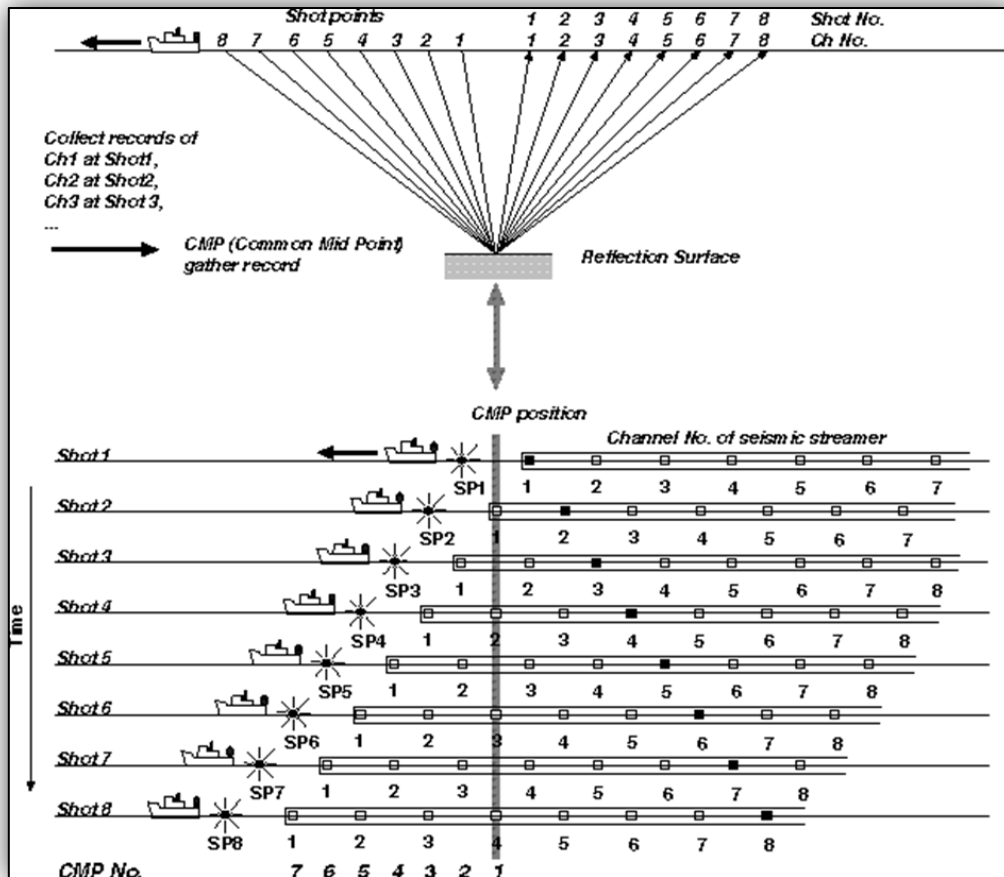 Shot points 1 2 3 4 5 6 7 8 Shot No.
8 7 6 5 4 3 2 1 1 2 3 4 5 6 7 8 Ch No.
Collect records of
Ch1 at Shot1,
Ch2 at Shot2,
Ch3 at Shot 3,
...
CMP (Common Mid Point)
gather record
Reflection Surface
CMP position
Channel No. of seismic streamer
Shot 1
SP1 1 2 3 4 5 6 7
Shot 2
SP2 1 2 3 4 5 6 7
Shot 3
SP3 1 2 3 4 5 6 7 8
Shot 4
SP4 1 2 3 4 5 6 7 8
Shot 5
SP5 1 2 3 4 5 6 7 8
Shot 6
SP6 1 2 3 4 5 6 7 8
Shot 7
SP7 1 2 3 4 5 6 7 8
Shot 8
SP8 1 2 3 4 5 6 7 8
Time
CMP No. 7 6 5 4 3 2 1